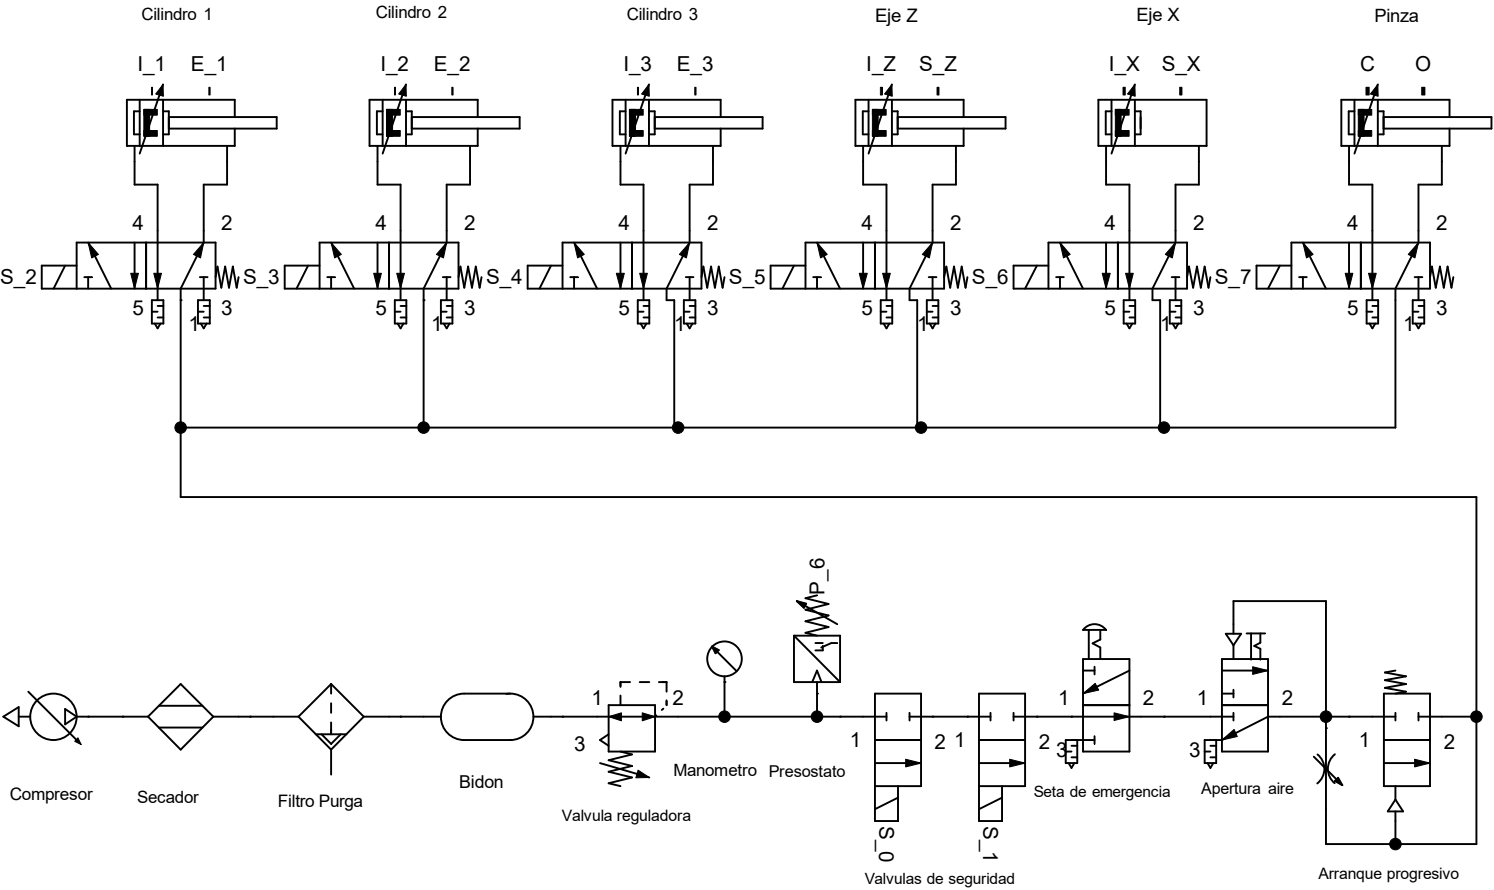 Cilindro 1 Cilindro 2 Cilindro 3 Eje Z Eje X Pinza
I_1 E_1 I_2 E_2 I_3 E_3 I_Z S_Z I_X S_X C O
4 2 4 2 4 2 4 2 4 2 4 2
S_2 S_3 S_4 S_5 S_6 S_7
5 1 3 5 1 3 5 1 3 5 1 3 5 1 3 5 1 3
P_6
1 2 1 2 1 2
3 1 2 1 2 3 3 1 2
Compresor
Secador
Filtro Purga
Bidon
Valvula reguladora
Manometro
Presostato
S_0
S_1
Valvulas de seguridad
Seta de emergencia
Apertura aire
Arranque progresivo